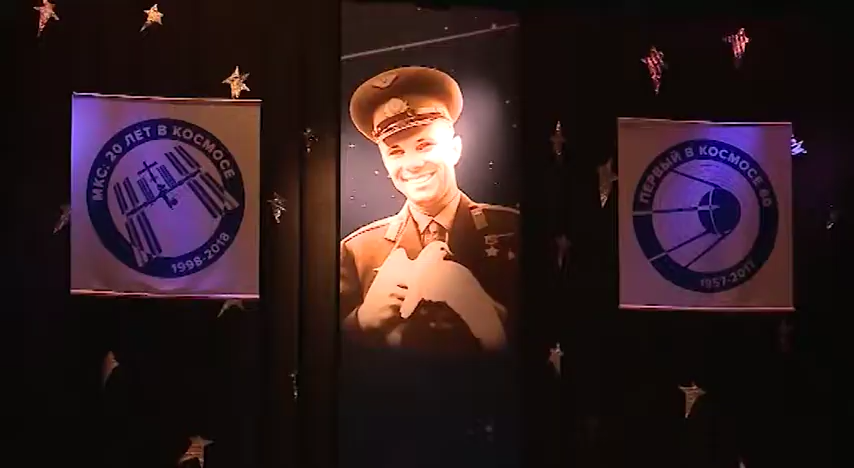 МКС. 20 ЛЕТ В КОСМОСЕ
1998-2018
ПЕРВЫЙ В КОСМОСЕ 60
1957-2017